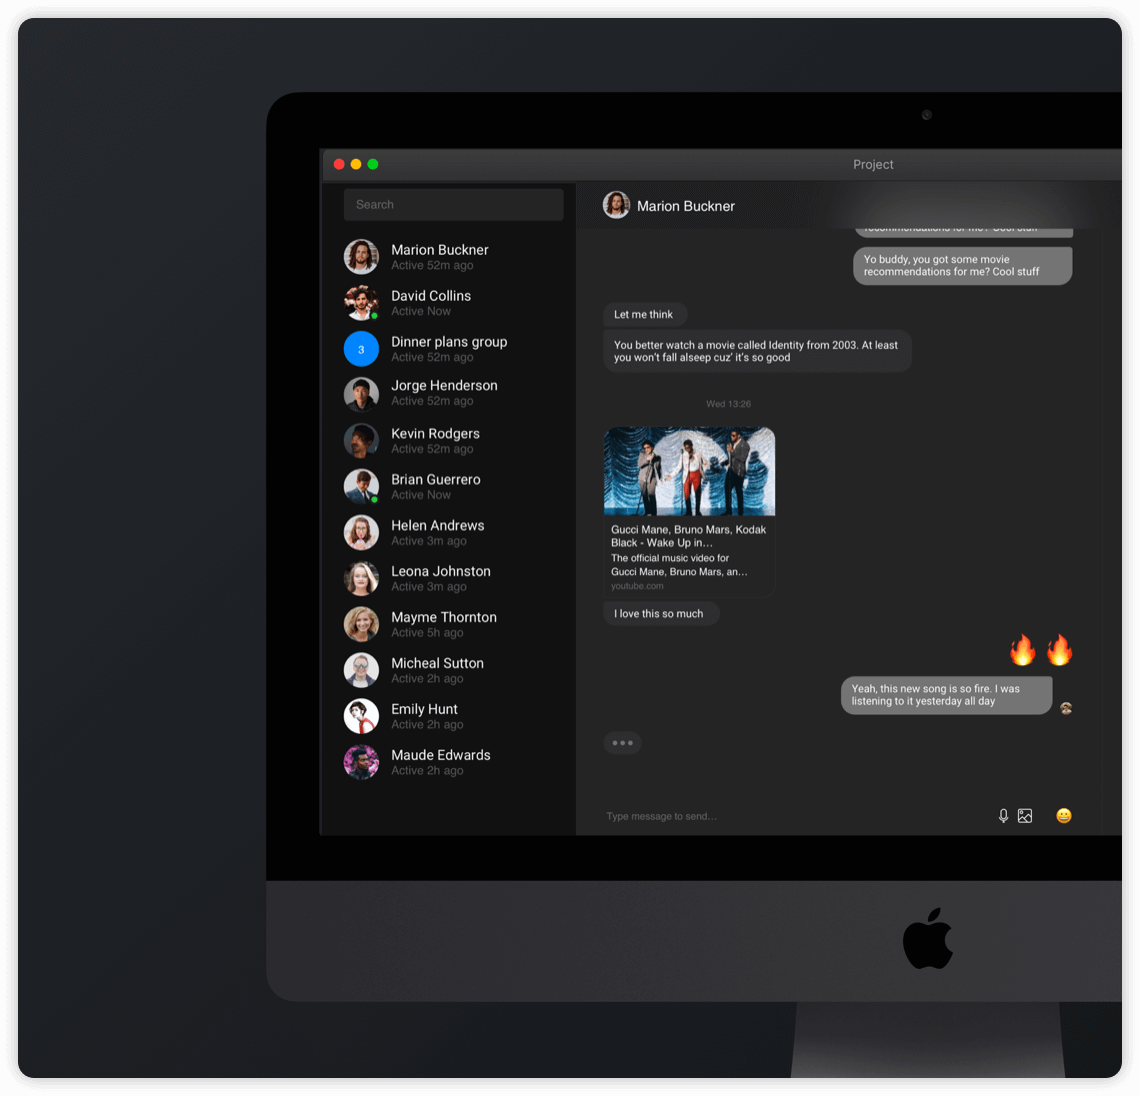 Project
Search
Marion Buckner
Active 52m ago
David Collins
Active Now
3
Dinner plans group
Active 52m ago
Jorge Henderson
Active 52m ago
Kevin Rodgers
Active 52m ago
Brian Guerrero
Active Now
Helen Andrews
Active 3m ago
Leona Johnston
Active 3m ago
Mayme Thornton
Active 5h ago
Micheal Sutton
Active 2h ago
Emily Hunt
Active 2h ago
Maude Edwards
Active 2h ago
Marion Buckner
recommendations for me? Cool stuff
Yo buddy, you got some movie
recommendations for me? Cool stuff
Let me think
You better watch a movie called Identity from 2003. At least
you won't fall alseep cuz' it's so good
Wed 13:26
Gucci Mane, Bruno Mars, Kodak
Black - Wake Up in...
The official music video for
Gucci Mane, Bruno Mars, an...
youtube.com
I love this so much
🔥 🔥
Yeah, this new song is so fire. I was
listening to it yesterday all day
Type message to send...